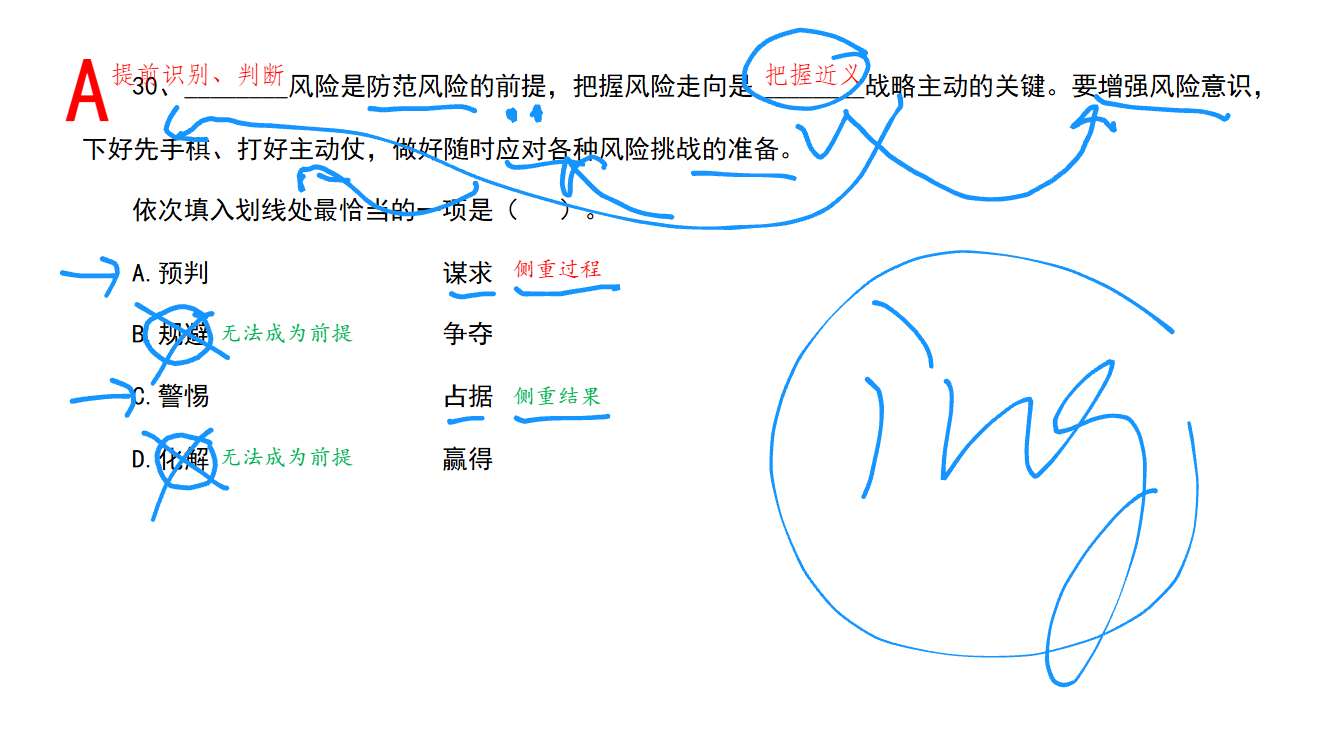 A
提前识别、判断
把握近义
30、________风险是防范风险的前提，把握风险走向是________战略主动的关键。要增强风险意识，
下好先手棋、打好主动仗，做好随时应对各种风险挑战的准备。
依次填入划线处最恰当的一项是（ ）。
A.预判 谋求 侧重过程
B.规避 无法成为前提 争夺
C.警惕 占据 侧重结果
D.化解 无法成为前提 赢得
ing